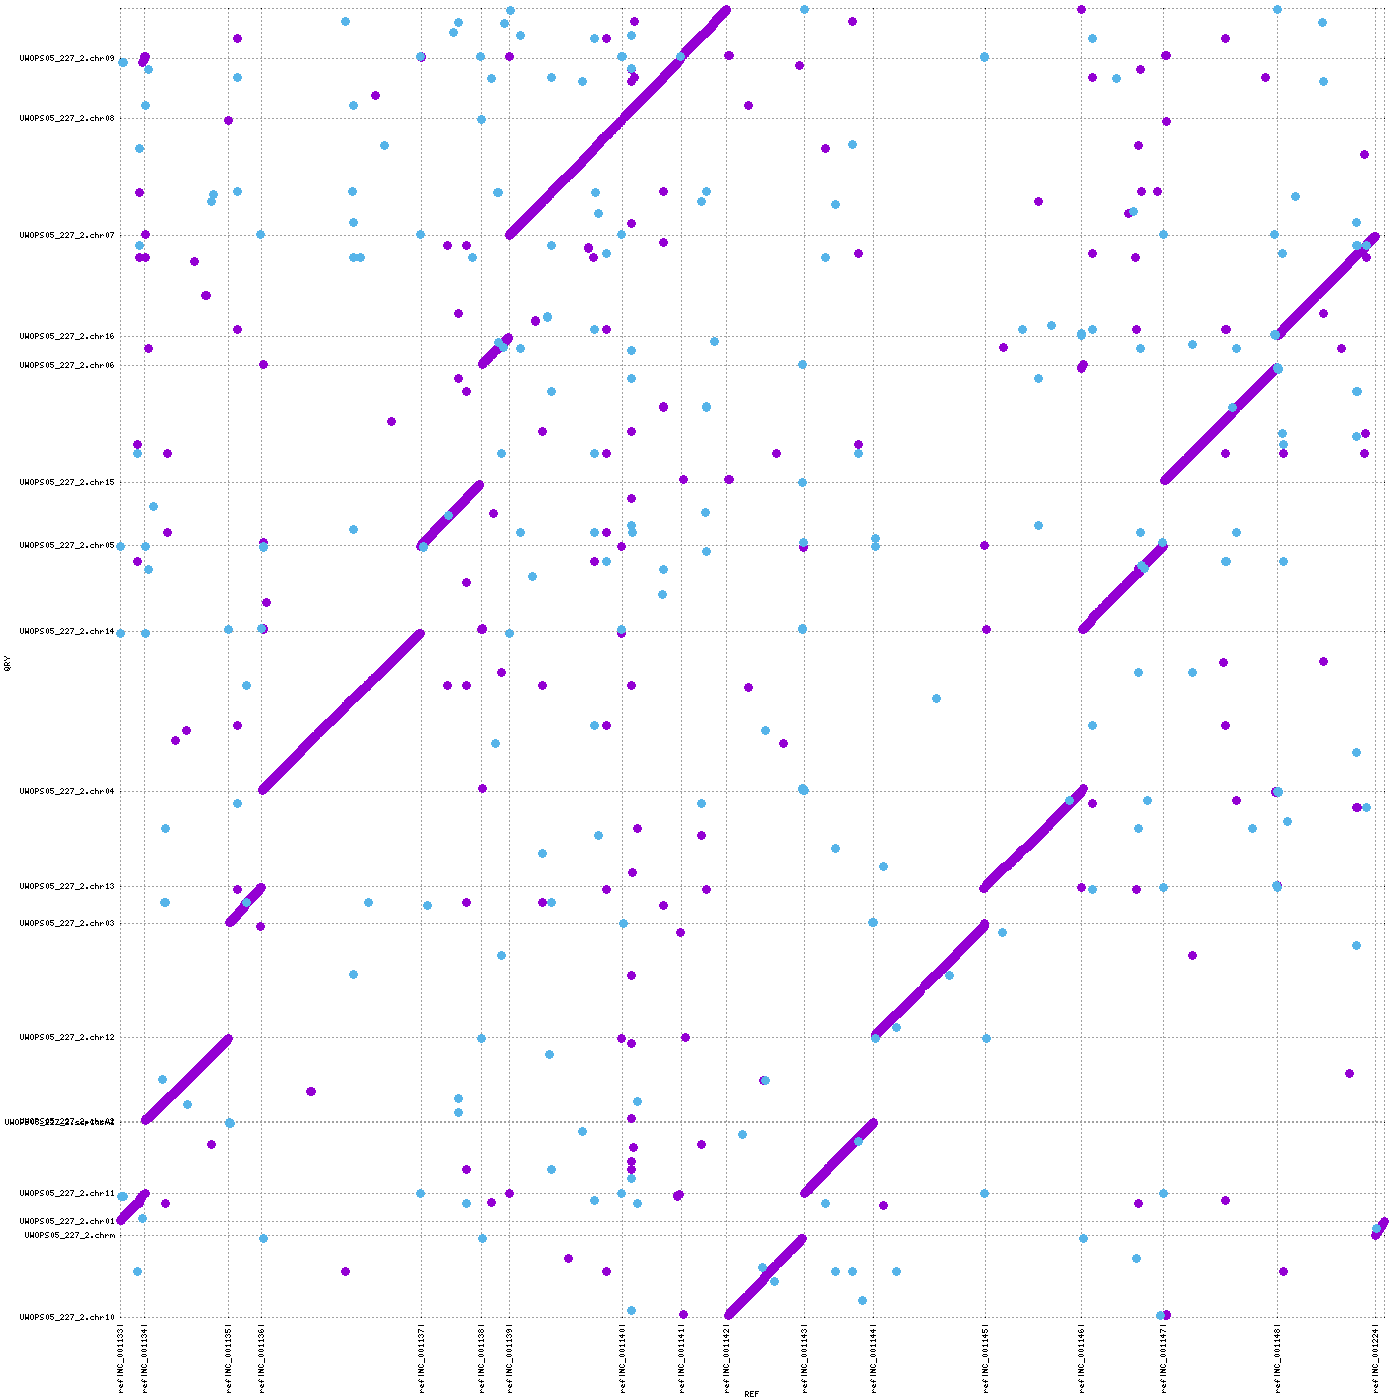 UWOPS05_227_2.chr09
UWOPS05_227_2.chr08
UWOPS05_227_2.chr07
UWOPS05_227_2.chr16
UWOPS05_227_2.chr06
UWOPS05_227_2.chr15
UWOPS05_227_2.chr05
UWOPS05_227_2.chr14
QRY
UWOPS05_227_2.chr04
UWOPS05_227_2.chr13
UWOPS05_227_2.chr03
UWOPS05_227_2.chr12
UWOPS05_227_2.chr11
UWOPS05_227_2.chr01
UWOPS05_227_2.chrm
UWOPS05_227_2.chr10
ref|NC_001133|
ref|NC_001134|
ref|NC_001135|
ref|NC_001136|
ref|NC_001137|
ref|NC_001138|
ref|NC_001139|
ref|NC_001140|
ref|NC_001141|
ref|NC_001142|
ref|NC_001143|
ref|NC_001144|
ref|NC_001145|
ref|NC_001146|
ref|NC_001147|
ref|NC_001148|
ref|NC_001224|
REF